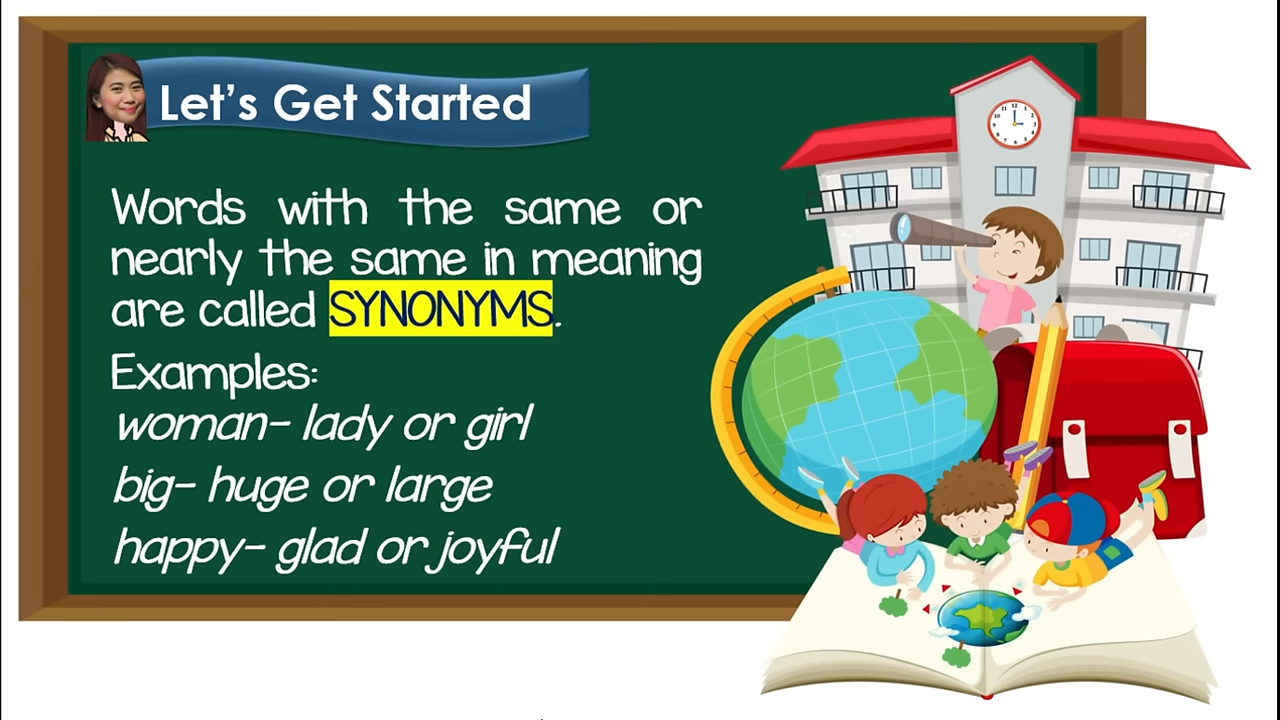 Let's Get Started
Words with the same or
nearly the same in meaning
are called SYNONYMS.
Examples:
woman- lady or girl
big- huge or large
happy- glad or joyful